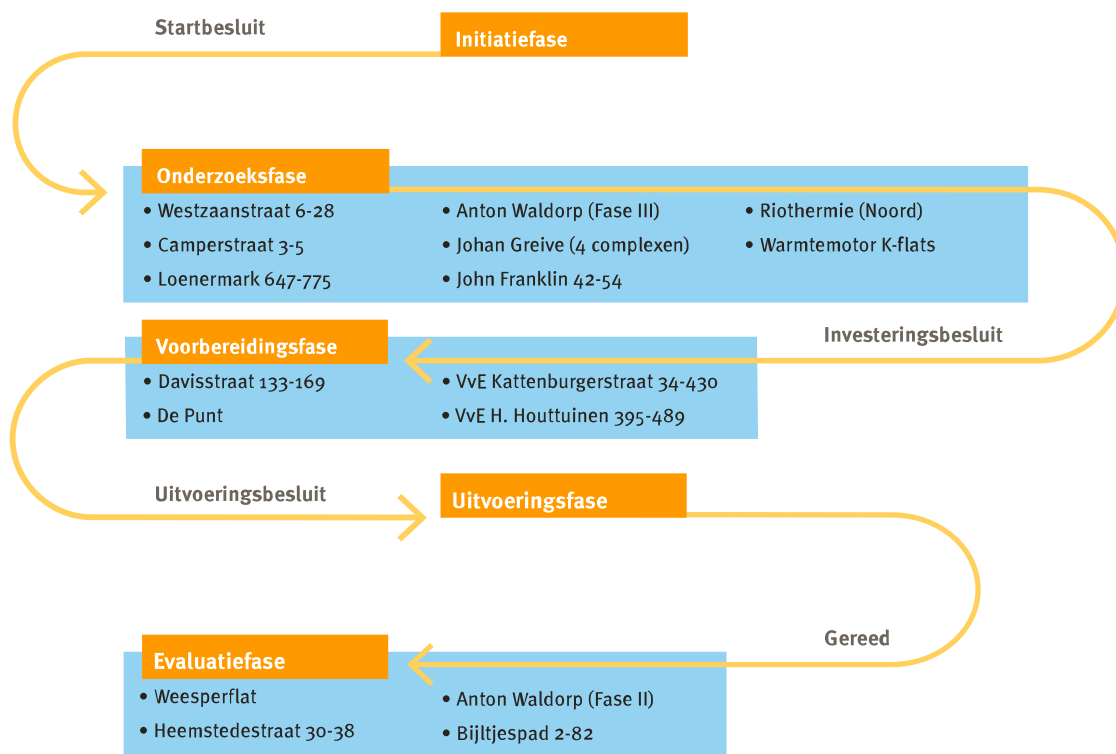 Startbesluit
Initiatiefase
Onderzoeksfase
• Westzaanstraat 6-28
• Camperstraat 3-5
• Loenermark 647-775
• Anton Waldorp (Fase III)
• Johan Greive (4 complexen)
• John Franklin 42-54
• Riothermie (Noord)
• Warmtemotor K-flats
Investeringsbesluit
Voorbereidingsfase
• Davisstraat 133-169
• De Punt
• VvE Kattenburgerstraat 34-430
• VvE H. Houttuinen 395-489
Uitvoeringsbesluit
Uitvoeringsfase
Gereed
Evaluatiefase
• Weesperflat
• Heemstedestraat 30-38
• Anton Waldorp (Fase II)
• Bijltjespad 2-82